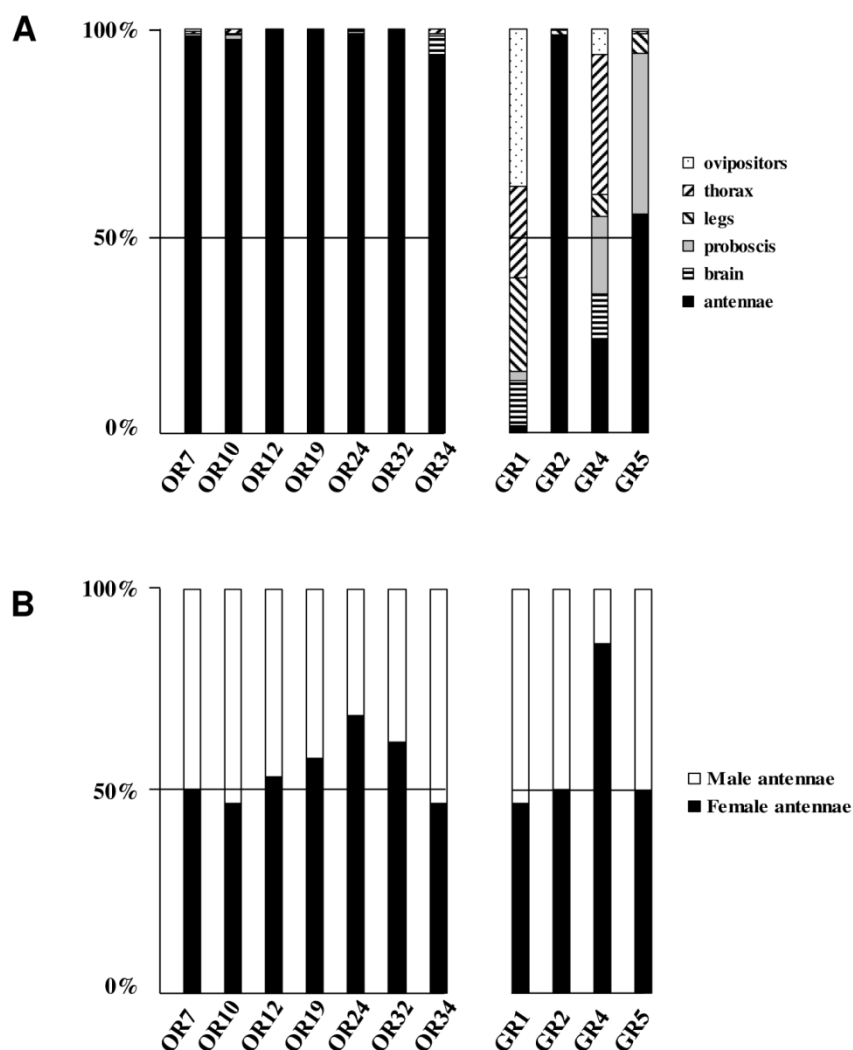 A
100%
50%
0%
OR7
OR10
OR12
OR19
OR24
OR32
OR34
GR1
GR2
GR4
GR5
ovipositors
thorax
legs
proboscis
brain
antennae
B
100%
50%
0%
OR7
OR10
OR12
OR19
OR24
OR32
OR34
GR1
GR2
GR4
GR5
Male antennae
Female antennae